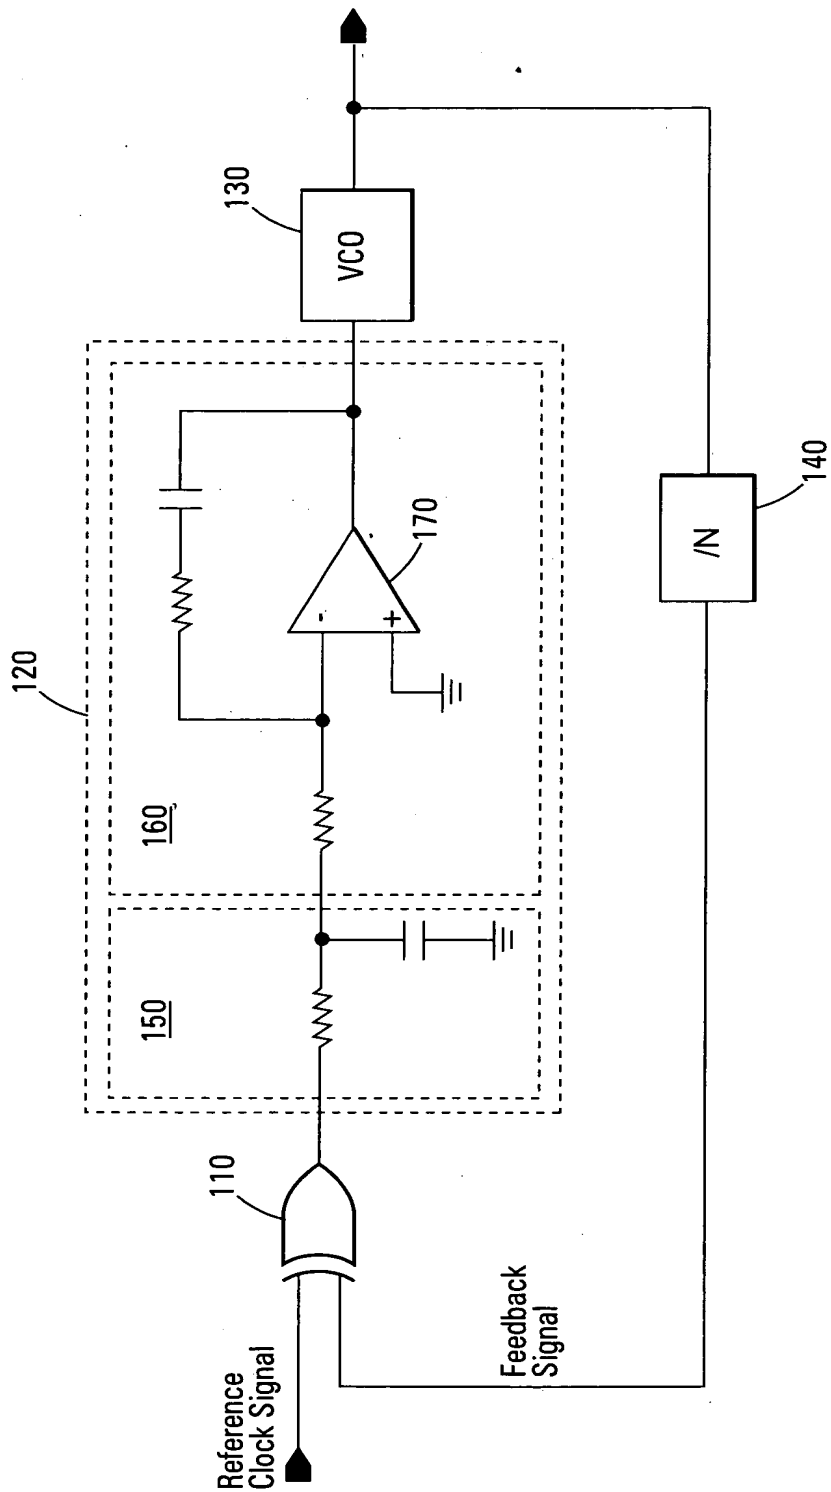 120
130
VCO
160
-
+
170
150
110
/N
140
Reference
Clock Signal
Feedback
Signal